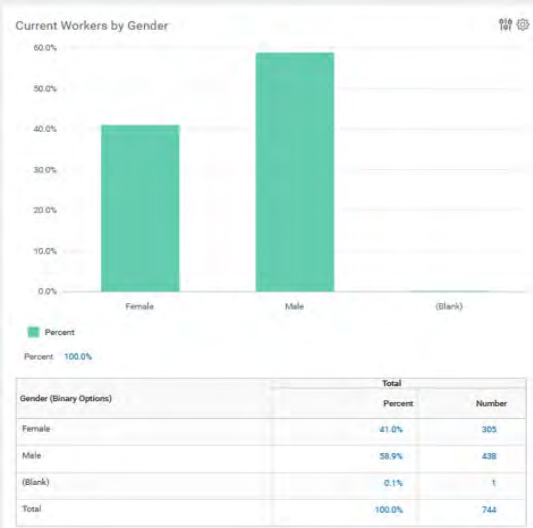 Current Workers by Gender
60.0%
50.0%
40.0%
30.0%
20.0%
10.0%
0.0%
Female Male (Blank)
Percent
Percent 100.0%
Total
Gender (Binary Options) Percent Number
Female 41.0% 305
Male 58.9% 438
(Blank) 0.1% 1
Total 100.0% 744